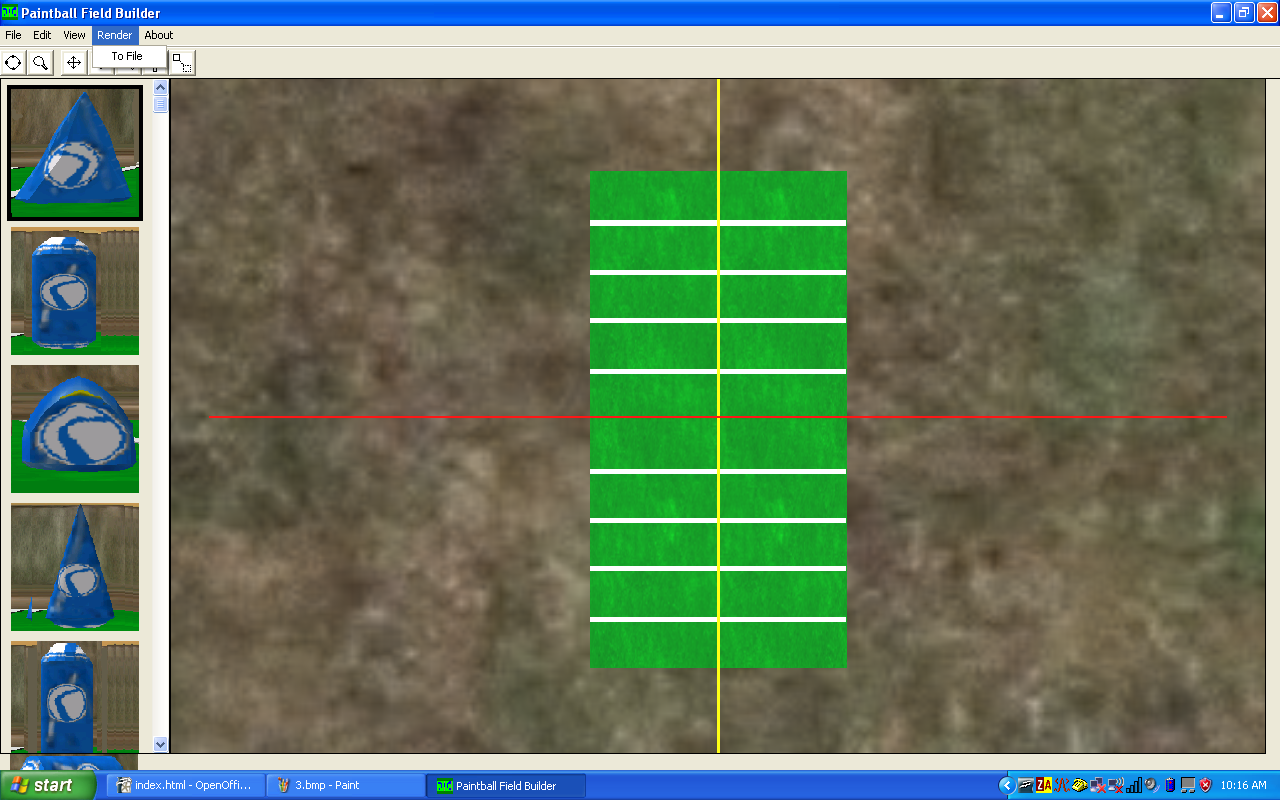 Paintball Field Builder
File Edit View Render About
To File
start
index.html - OpenOffi...
3.bmp - Paint
Paintball Field Builder
ZA
10:16 AM